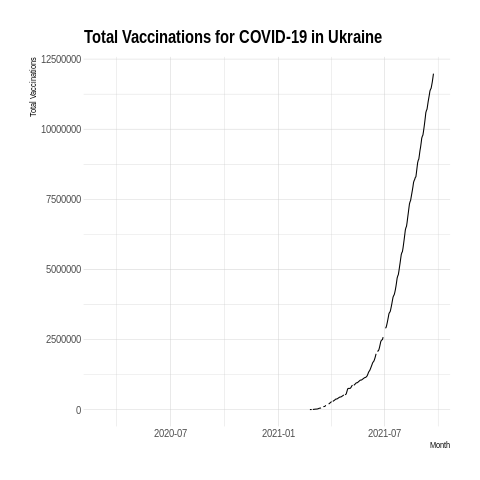 Total Vaccinations for COVID-19 in Ukraine
Total Vaccinations
12500000
10000000
7500000
5000000
2500000
0
2020-07 2021-01 2021-07
Month